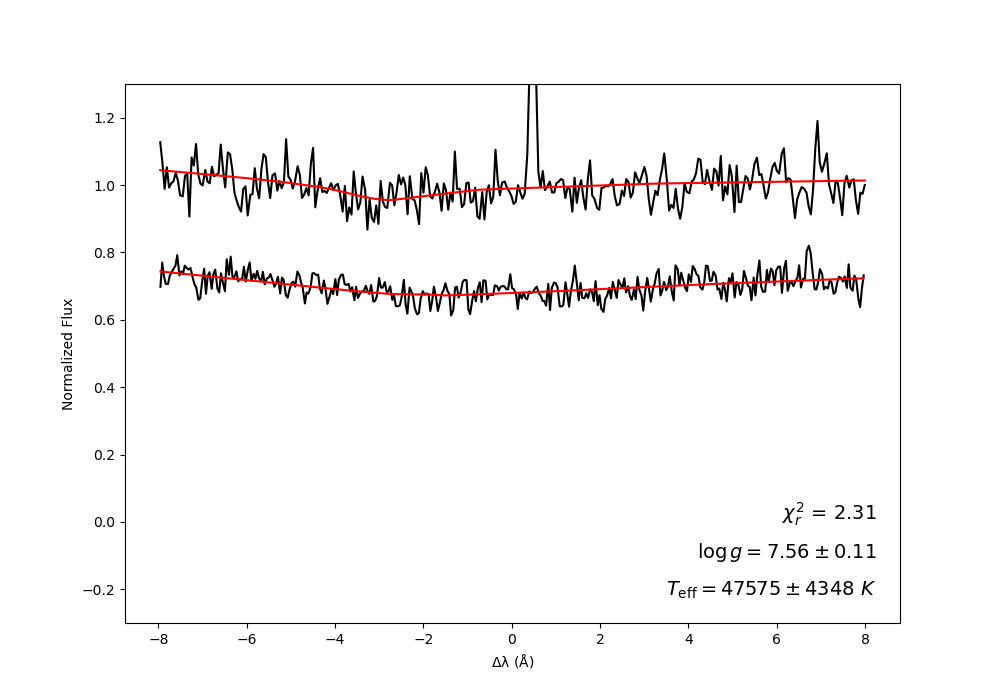 1.2
1.0
0.8
0.6
0.4
0.2
0.0
−0.2
Normalized Flux
χ²ᵣ = 2.31
log g = 7.56 ± 0.11
T_eff = 47575 ± 4348 K
−8 −6 −4 −2 0 2 4 6 8
Δλ (Å)